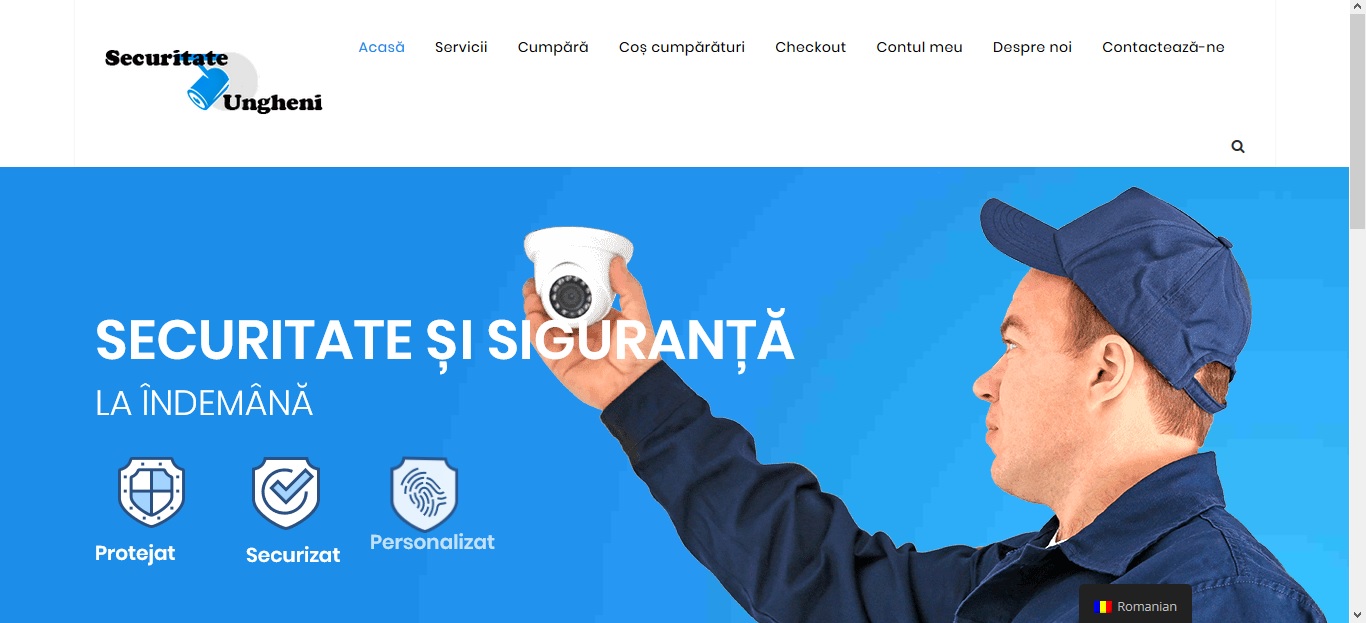 Securitate
Ungheni
Acasă Servicii Cumpără Coș cumpărături Checkout Contul meu Despre noi Contactează-ne
SECURITATE ȘI SIGURANȚĂ
LA ÎNDEMÂNĂ
Protejat Securizat Personalizat
Romanian